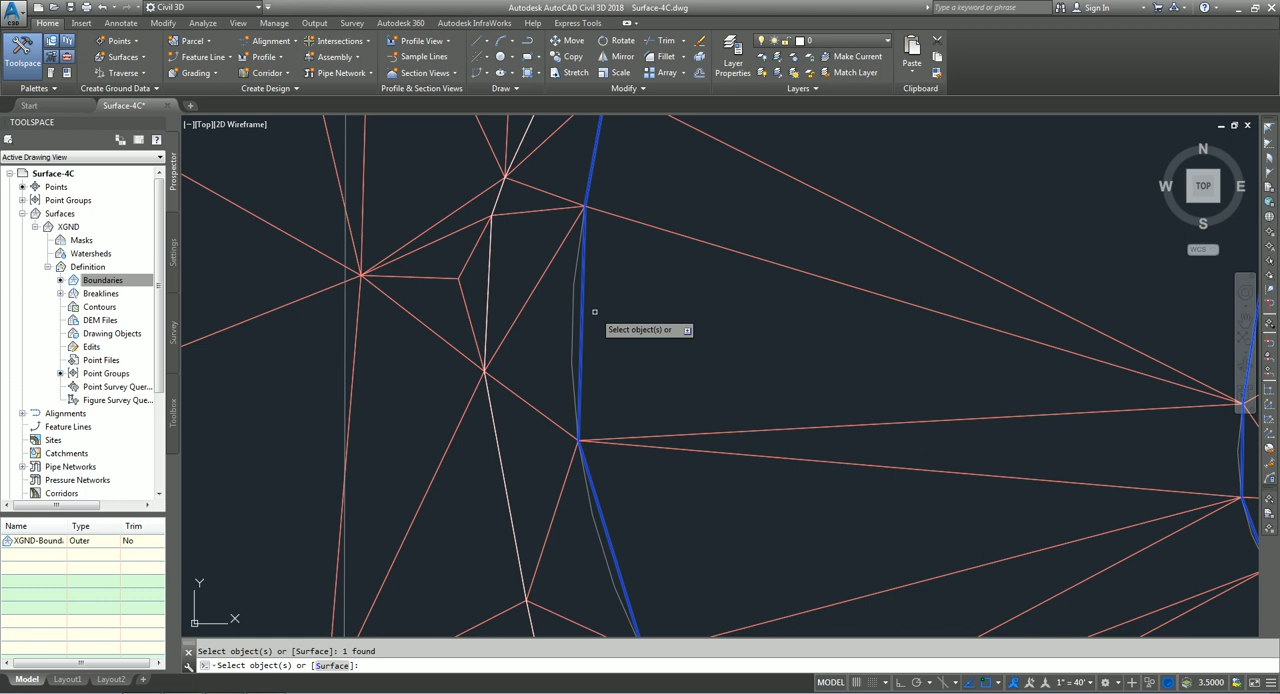 Civil 3D
Autodesk AutoCAD Civil 3D 2018 Surface-4C.dwg
Type a keyword or phrase
Sign In
C3D
Home Insert Annotate Modify Analyze View Manage Output Survey Autodesk 360 Autodesk InfraWorks Help Express Tools
Toolspace
Points
Surfaces
Traverse
Parcel
Feature Line
Grading
Alignment
Profile
Corridor
Intersections
Assembly
Pipe Network
Profile View
Sample Lines
Section Views
Move Rotate Trim
Copy Mirror Fillet
Stretch Scale Array
Layer Properties
0
Make Current
Match Layer
Paste
Palettes Create Ground Data Create Design Profile & Section Views Draw Modify Layers Clipboard
Start Surface-4C*
TOOLSPACE
Active Drawing View
Surface-4C
Points
Point Groups
Surfaces
XGND
Masks
Watersheds
Definition
Boundaries
Breaklines
Contours
DEM Files
Drawing Objects
Edits
Point Files
Point Groups
Point Survey Quer...
Figure Survey Que...
Alignments
Feature Lines
Sites
Catchments
Pipe Networks
Pressure Networks
Corridors
Prospector
Settings
Survey
Toolbox
Name Type Trim
XGND-Bounda Outer No
[−][Top][2D Wireframe]
N
W TOP E
S
WCS
Select object(s) or
Y
X
Select object(s) or [Surface]: 1 found
Select object(s) or [Surface]:
Model Layout1 Layout2 +
MODEL 1" = 40' 3.5000